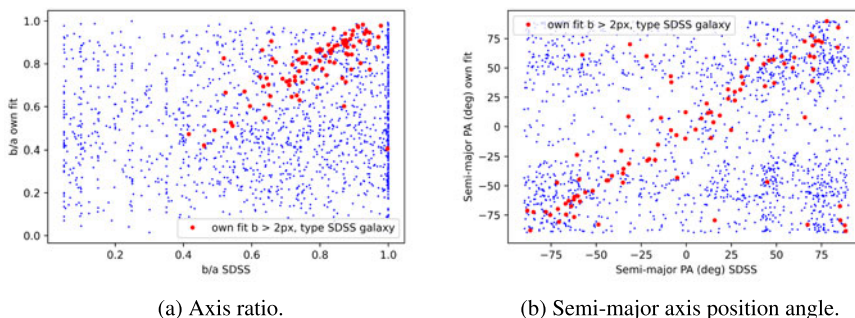 1.0
0.8
0.6
0.4
0.2
0.0
b/a own fit
own fit b > 2px, type SDSS galaxy
0.2 0.4 0.6 0.8 1.0
b/a SDSS
(a) Axis ratio.
own fit b > 2px, type SDSS galaxy
75
50
25
0
−25
−50
−75
Semi-major PA (deg) own fit
−75 −50 −25 0 25 50 75
Semi-major PA (deg) SDSS
(b) Semi-major axis position angle.